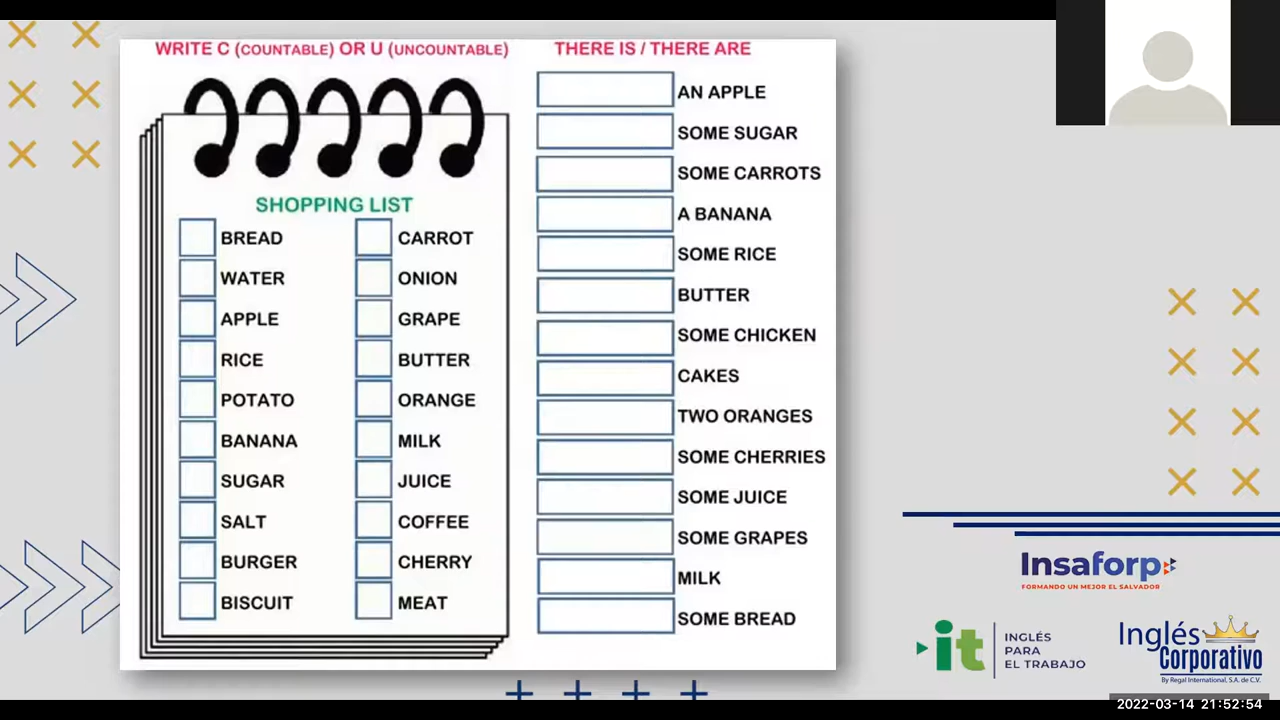 WRITE C (COUNTABLE) OR U (UNCOUNTABLE)
SHOPPING LIST
BREAD
WATER
APPLE
RICE
POTATO
BANANA
SUGAR
SALT
BURGER
BISCUIT
CARROT
ONION
GRAPE
BUTTER
ORANGE
MILK
JUICE
COFFEE
CHERRY
MEAT
THERE IS / THERE ARE
AN APPLE
SOME SUGAR
SOME CARROTS
A BANANA
SOME RICE
BUTTER
SOME CHICKEN
CAKES
TWO ORANGES
SOME CHERRIES
SOME JUICE
SOME GRAPES
MILK
SOME BREAD
Insaforp
FORMANDO UN MEJOR EL SALVADOR
it
INGLÉS
PARA
EL TRABAJO
Inglés
Corporativo
By Regal International, S.A. de C.V.
2022-03-14 21:52:54